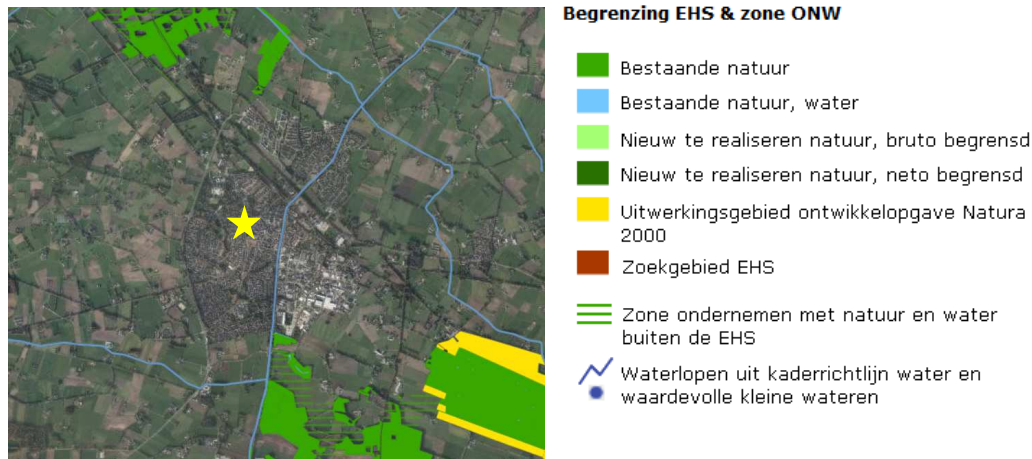 Begrenzing EHS & zone ONW
Bestaande natuur
Bestaande natuur, water
Nieuw te realiseren natuur, bruto begrensd
Nieuw te realiseren natuur, neto begrensd
Uitwerkingsgebied ontwikkelopgave Natura
2000
Zoekgebied EHS
Zone ondernemen met natuur en water
buiten de EHS
Waterlopen uit kaderrichtlijn water en
waardevolle kleine wateren